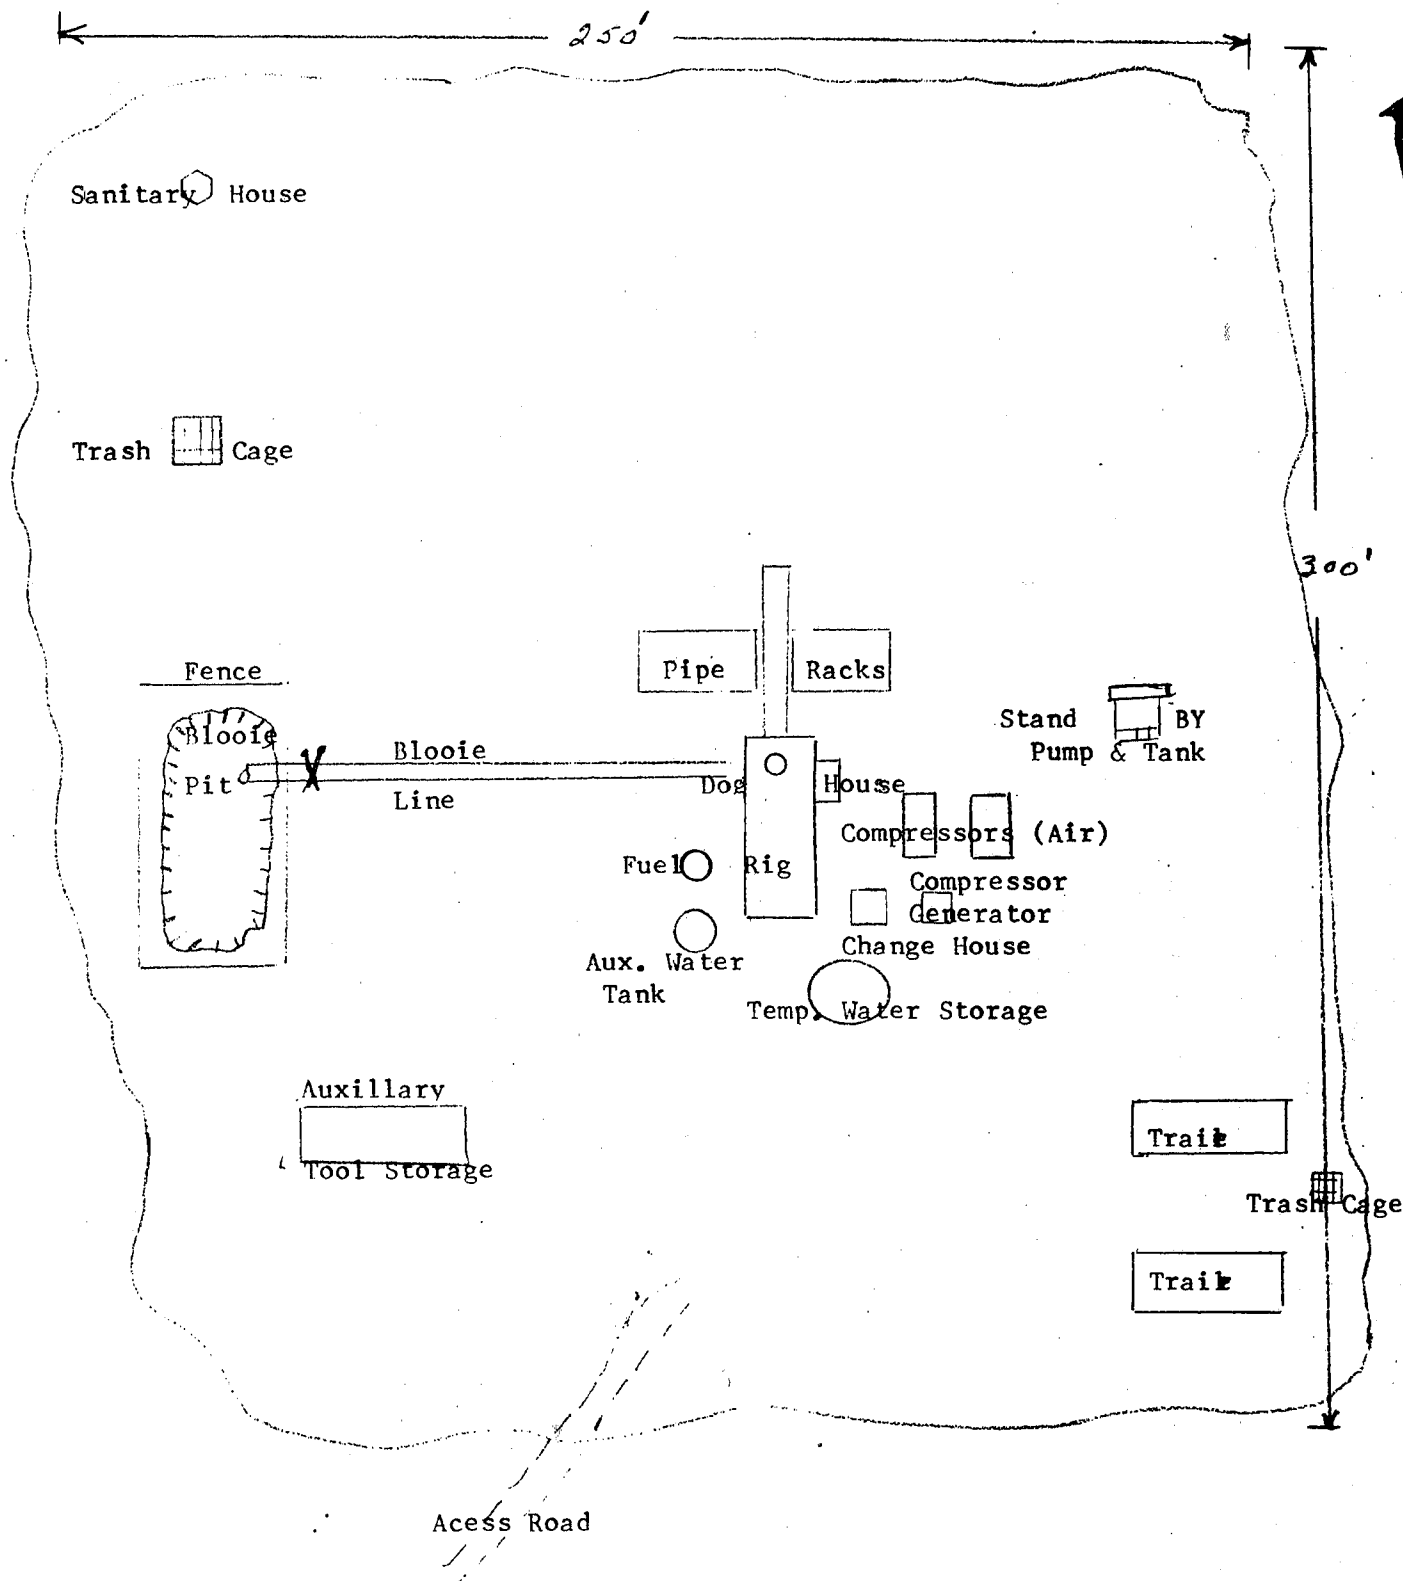 250'
Sanitary House
Trash Cage
300'
Fence
Pipe Racks
Blooie
Pit
Blooie
Line
Stand BY
Pump & Tank
Dog House
Compressors (Air)
Fuel Rig
Compressor
Generator
Change House
Aux. Water
Tank
Temp. Water Storage
Auxillary
Tool Storage
Trailer
Trash Cage
Trailer
Acess Road